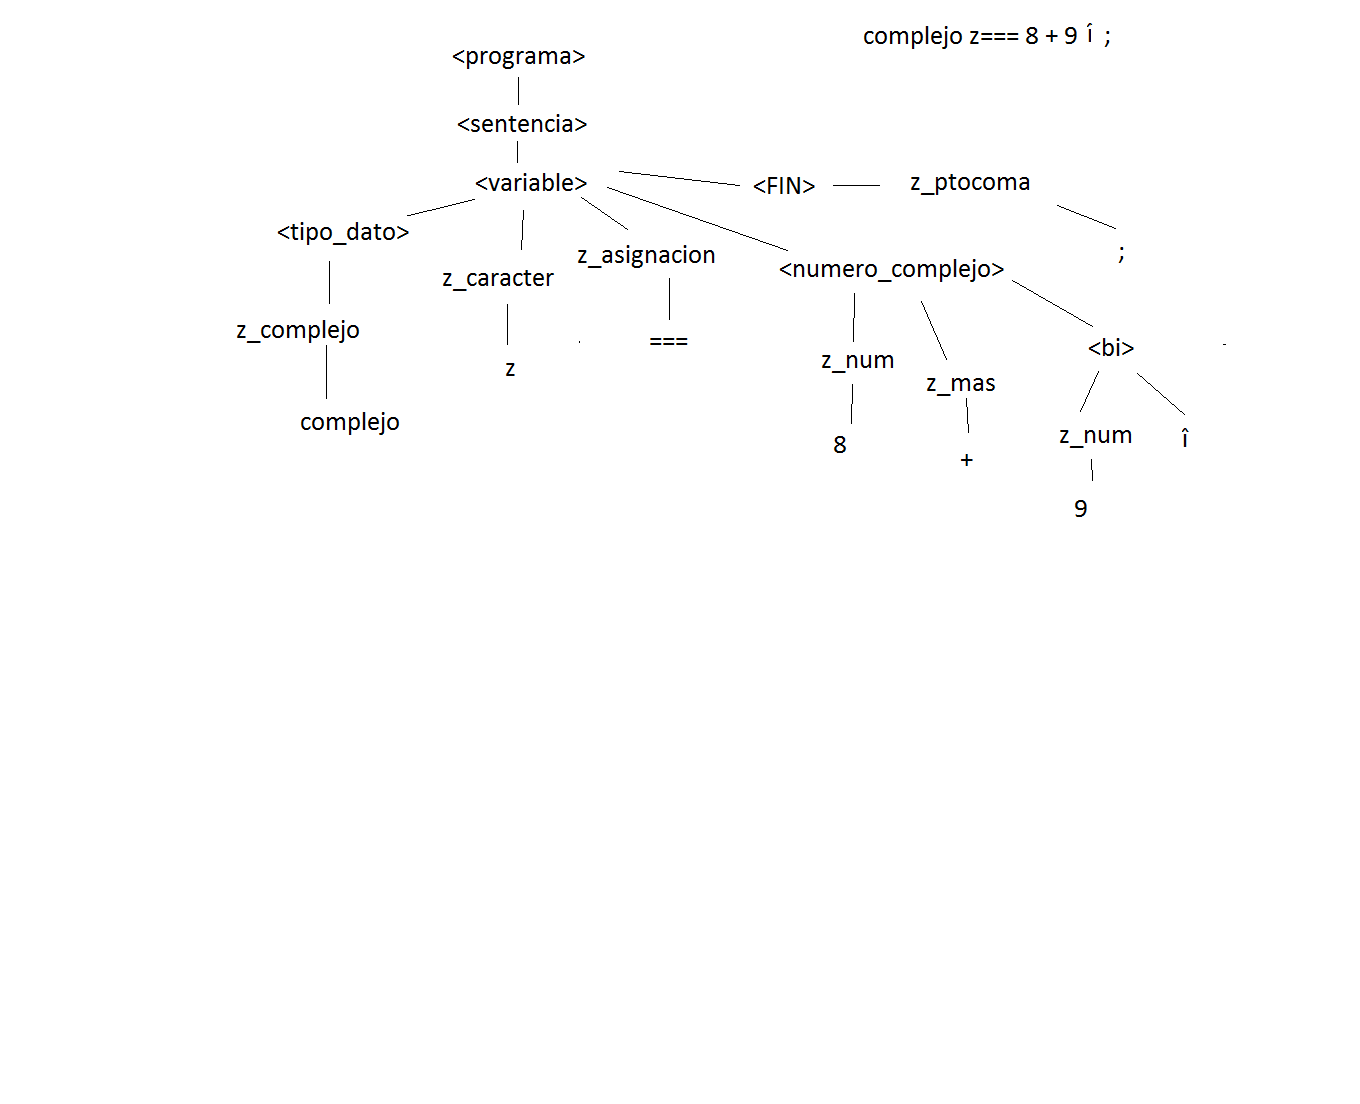 complejo z=== 8 + 9 î ;
<programa>
<sentencia>
<variable>
<FIN>
z_ptocoma
<tipo_dato>
z_caracter
z_asignacion
<numero_complejo>
;
z_complejo
z
===
z_num
z_mas
<bi>
complejo
8
+
z_num
î
9